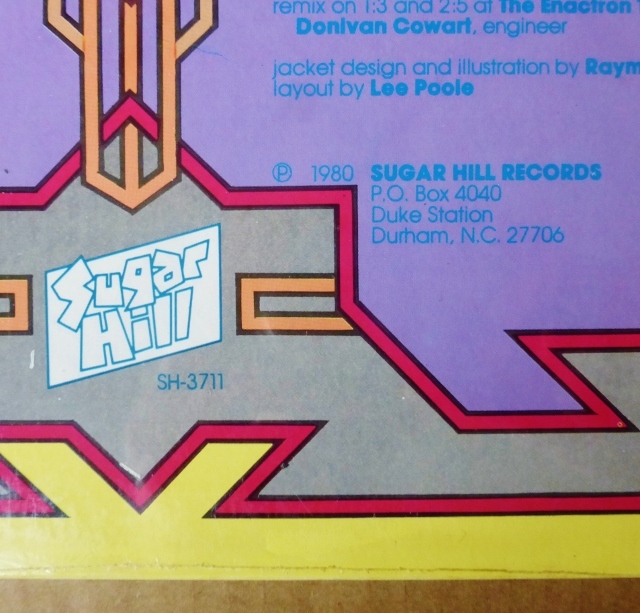 remix on 1:3 and 2:5 at The Enactron
Donivan Cowart, engineer
jacket design and illustration by
layout by Lee Poole
℗ 1980 SUGAR HILL RECORDS
P.O. Box 4040
Duke Station
Durham, N.C. 27706
Sugar
Hill
SH-3711